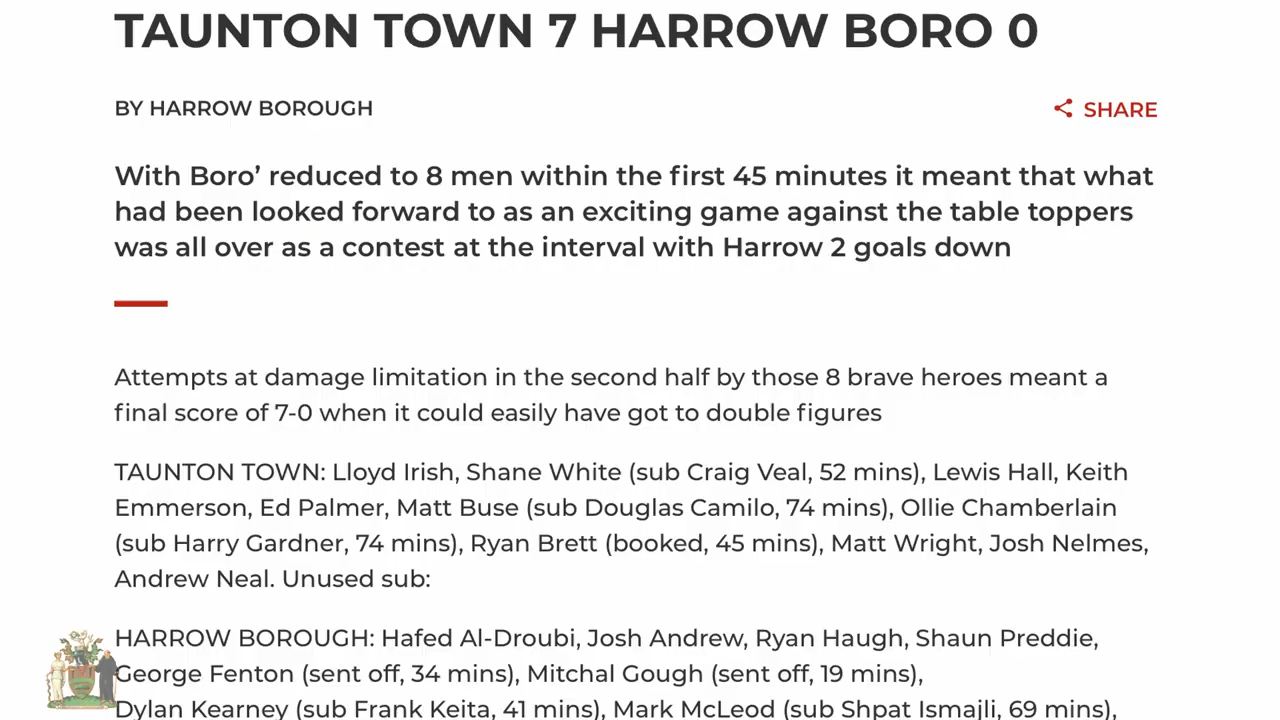 TAUNTON TOWN 7 HARROW BORO 0
BY HARROW BOROUGH
SHARE
With Boro’ reduced to 8 men within the first 45 minutes it meant that what
had been looked forward to as an exciting game against the table toppers
was all over as a contest at the interval with Harrow 2 goals down
Attempts at damage limitation in the second half by those 8 brave heroes meant a
final score of 7-0 when it could easily have got to double figures
TAUNTON TOWN: Lloyd Irish, Shane White (sub Craig Veal, 52 mins), Lewis Hall, Keith
Emmerson, Ed Palmer, Matt Buse (sub Douglas Camilo, 74 mins), Ollie Chamberlain
(sub Harry Gardner, 74 mins), Ryan Brett (booked, 45 mins), Matt Wright, Josh Nelmes,
Andrew Neal. Unused sub:
HARROW BOROUGH: Hafed Al-Droubi, Josh Andrew, Ryan Haugh, Shaun Preddie,
George Fenton (sent off, 34 mins), Mitchal Gough (sent off, 19 mins),
Dylan Kearney (sub Frank Keita, 41 mins), Mark McLeod (sub Shpat Ismajli, 69 mins),